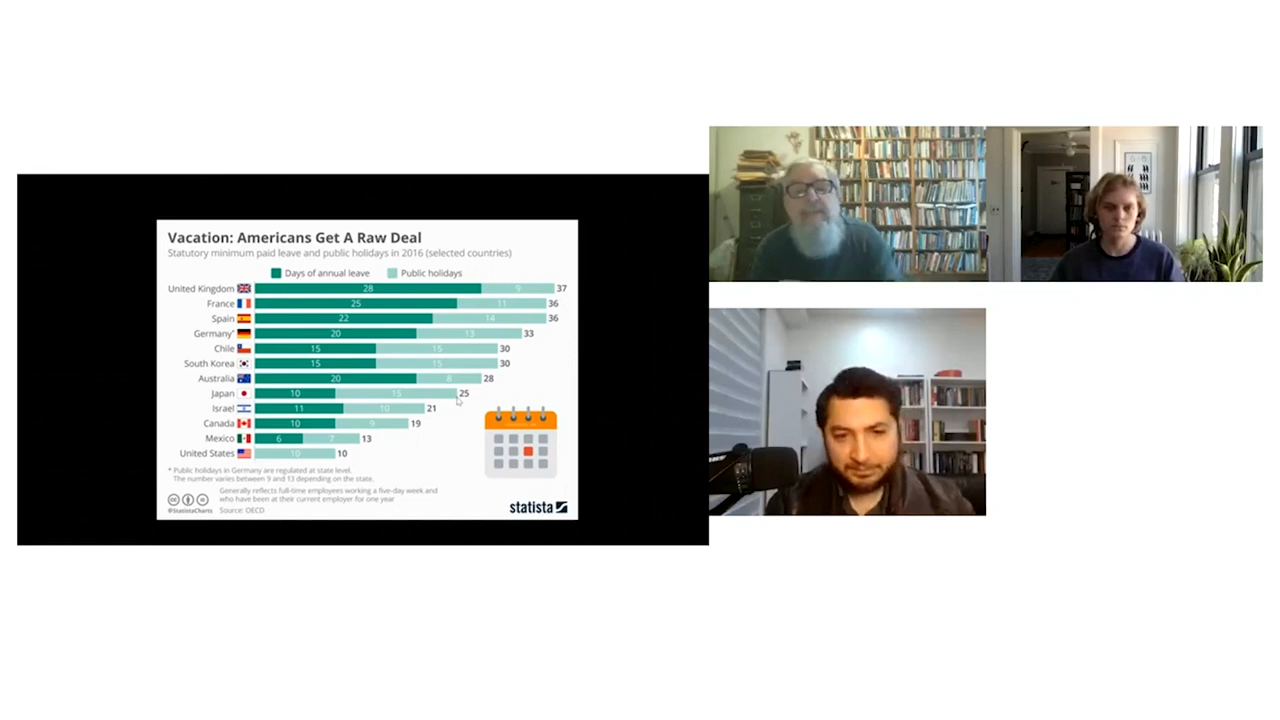 Vacation: Americans Get A Raw Deal
Statutory minimum paid leave and public holidays in 2016 (selected countries)
Days of annual leave Public holidays
United Kingdom 28 9 37
France 25 11 36
Spain 22 14 36
Germany* 20 13 33
Chile 15 15 30
South Korea 15 15 30
Australia 20 8 28
Japan 10 15 25
Israel 11 10 21
Canada 10 9 19
Mexico 6 7 13
United States 10 10
* Public holidays in Germany are regulated at state level.
The number varies between 9 and 13 depending on the state.
Generally reflects full-time employees working a five-day week and
who have been at their current employer for one year
@StatistaCharts Source: OECD
statista